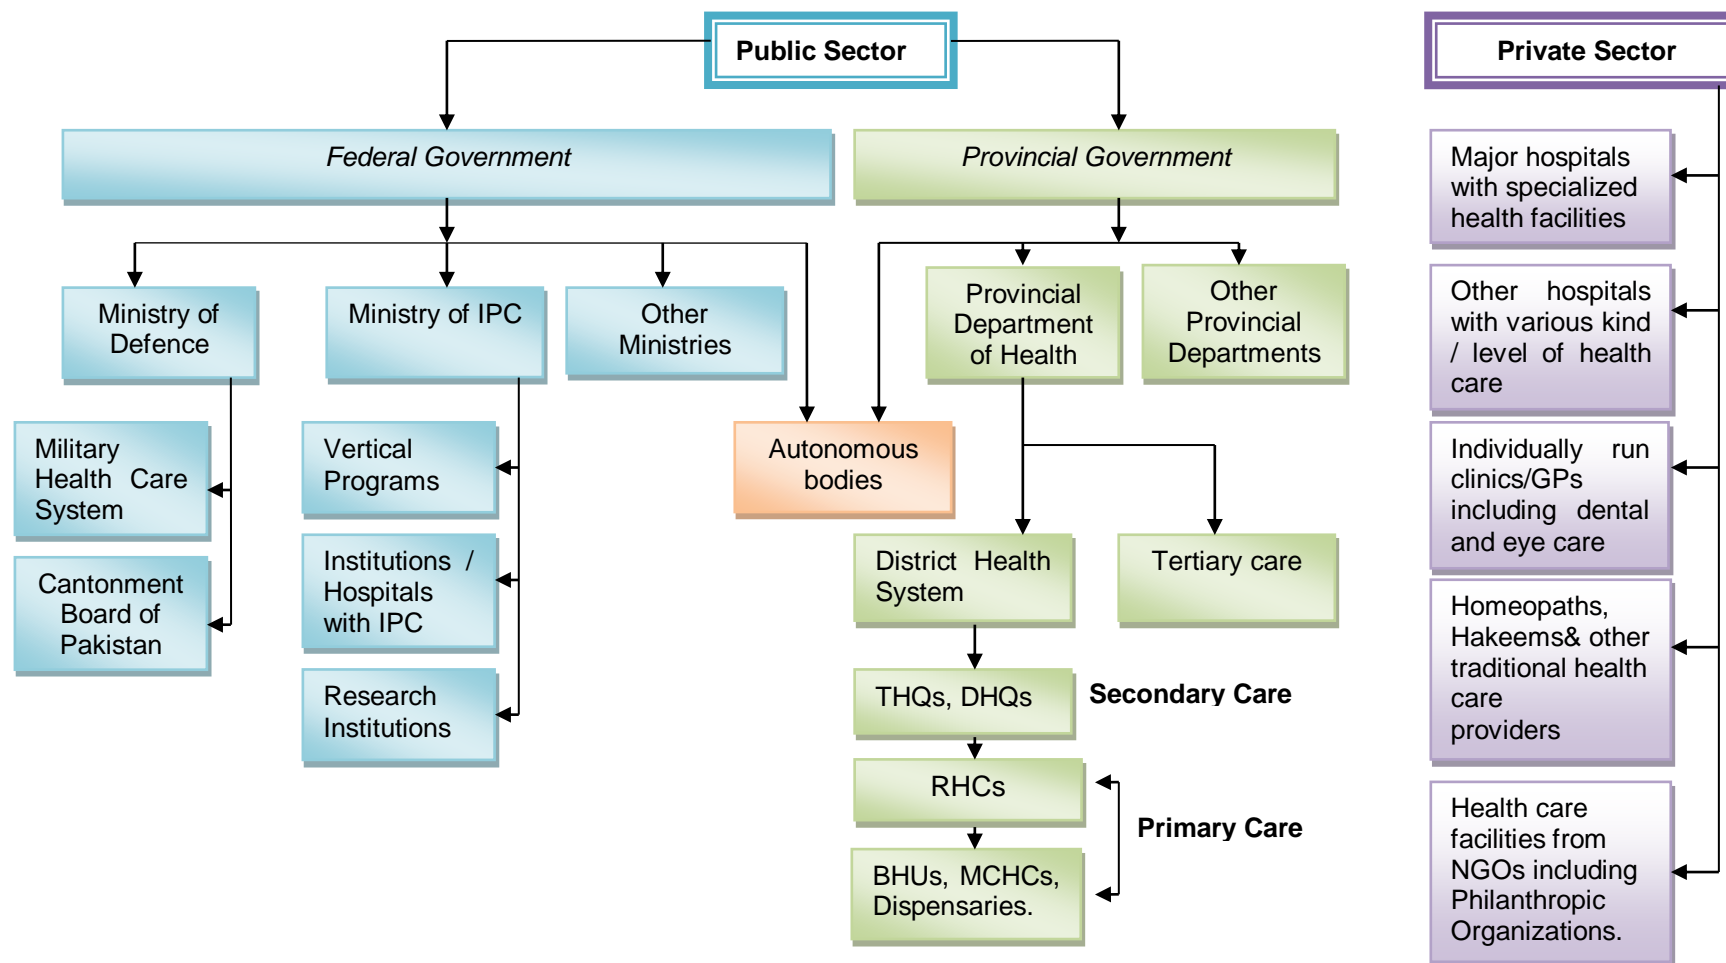 Public Sector
Private Sector
Federal Government
Provincial Government
Ministry of
Defence
Ministry of IPC
Other
Ministries
Provincial
Department
of Health
Other
Provincial
Departments
Military
Health Care
System
Cantonment
Board of
Pakistan
Vertical
Programs
Institutions /
Hospitals
with IPC
Research
Institutions
Autonomous
bodies
District Health
System
Tertiary care
THQs, DHQs
Secondary Care
RHCs
Primary Care
BHUs, MCHCs,
Dispensaries.
Major hospitals
with specialized
health facilities
Other hospitals
with various kind
/ level of health
care
Individually run
clinics/GPs
including dental
and eye care
Homeopaths,
Hakeems& other
traditional health
care
providers
Health care
facilities from
NGOs including
Philanthropic
Organizations.